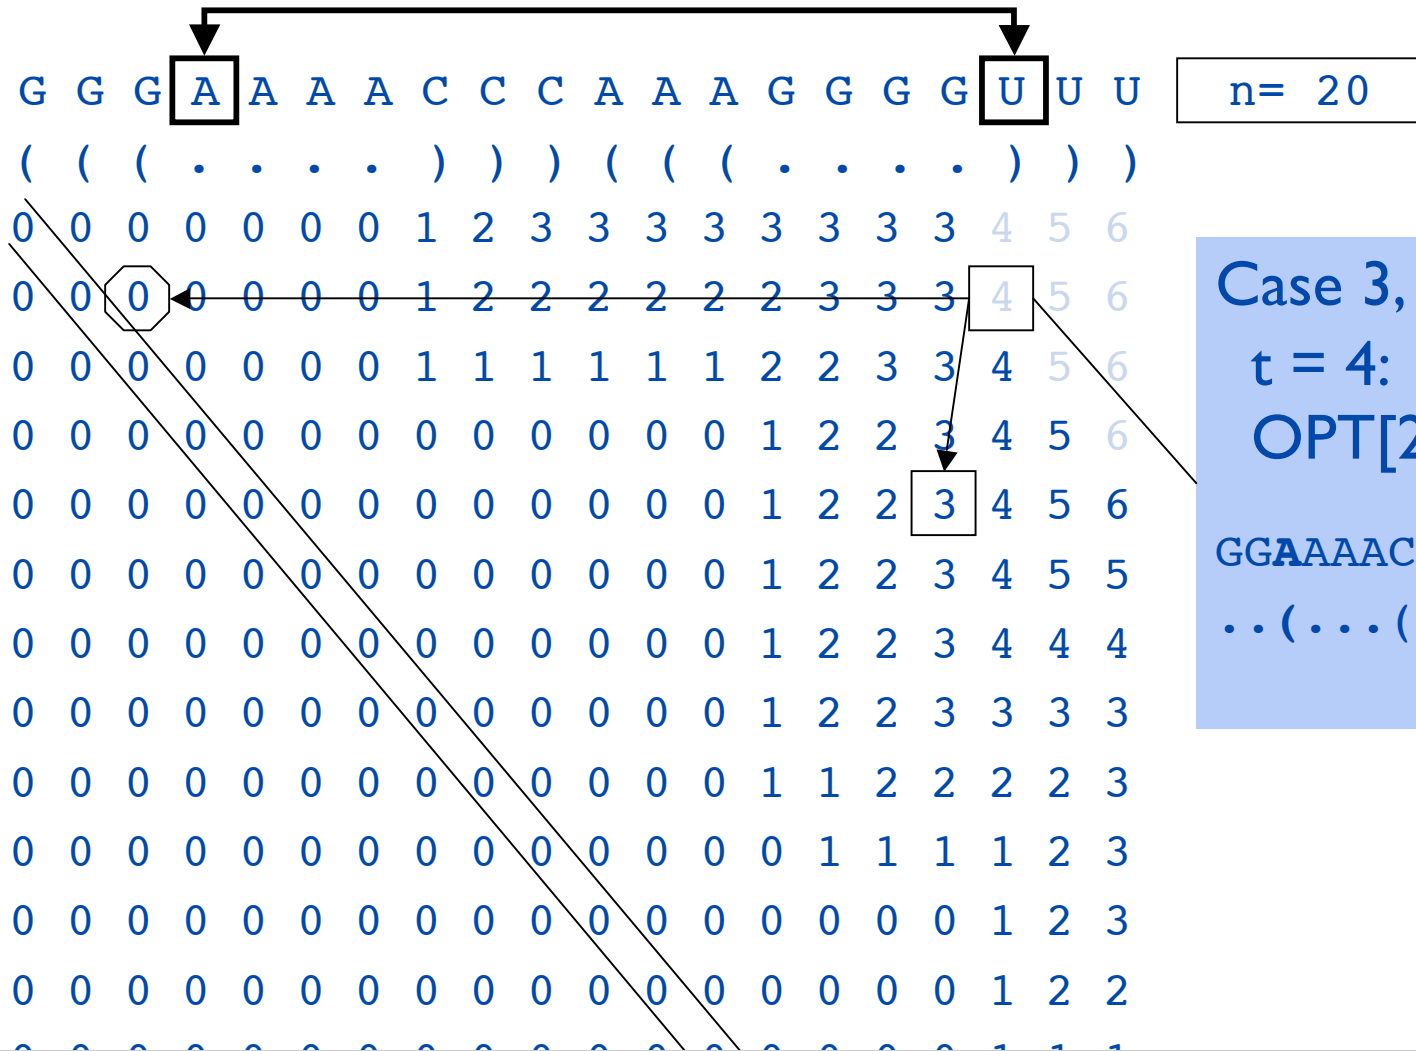 G G G A A A A C C C A A A G G G G U U U n= 20
( ( ( . . . . ) ) ) ( ( ( . . . . ) ) )
0 0 0 0 0 0 0 1 2 3 3 3 3 3 3 3 3 4 5 6
0 0 0 0 0 0 0 1 2 2 2 2 2 2 3 3 3 4 5 6
0 0 0 0 0 0 0 1 1 1 1 1 1 2 2 3 3 4 5 6
0 0 0 0 0 0 0 0 0 0 0 0 0 1 2 2 3 4 5 6
0 0 0 0 0 0 0 0 0 0 0 0 0 1 2 2 3 4 5 6
0 0 0 0 0 0 0 0 0 0 0 0 0 1 2 2 3 4 5 5
0 0 0 0 0 0 0 0 0 0 0 0 0 1 2 2 3 4 4 4
0 0 0 0 0 0 0 0 0 0 0 0 0 1 2 2 3 3 3 3
0 0 0 0 0 0 0 0 0 0 0 0 0 1 1 2 2 2 2 3
0 0 0 0 0 0 0 0 0 0 0 0 0 0 1 1 1 1 2 3
0 0 0 0 0 0 0 0 0 0 0 0 0 0 0 0 0 1 2 3
0 0 0 0 0 0 0 0 0 0 0 0 0 0 0 0 0 1 2 2
Case 3,
t = 4:
OPT[2
GGAAAAC
..(...(